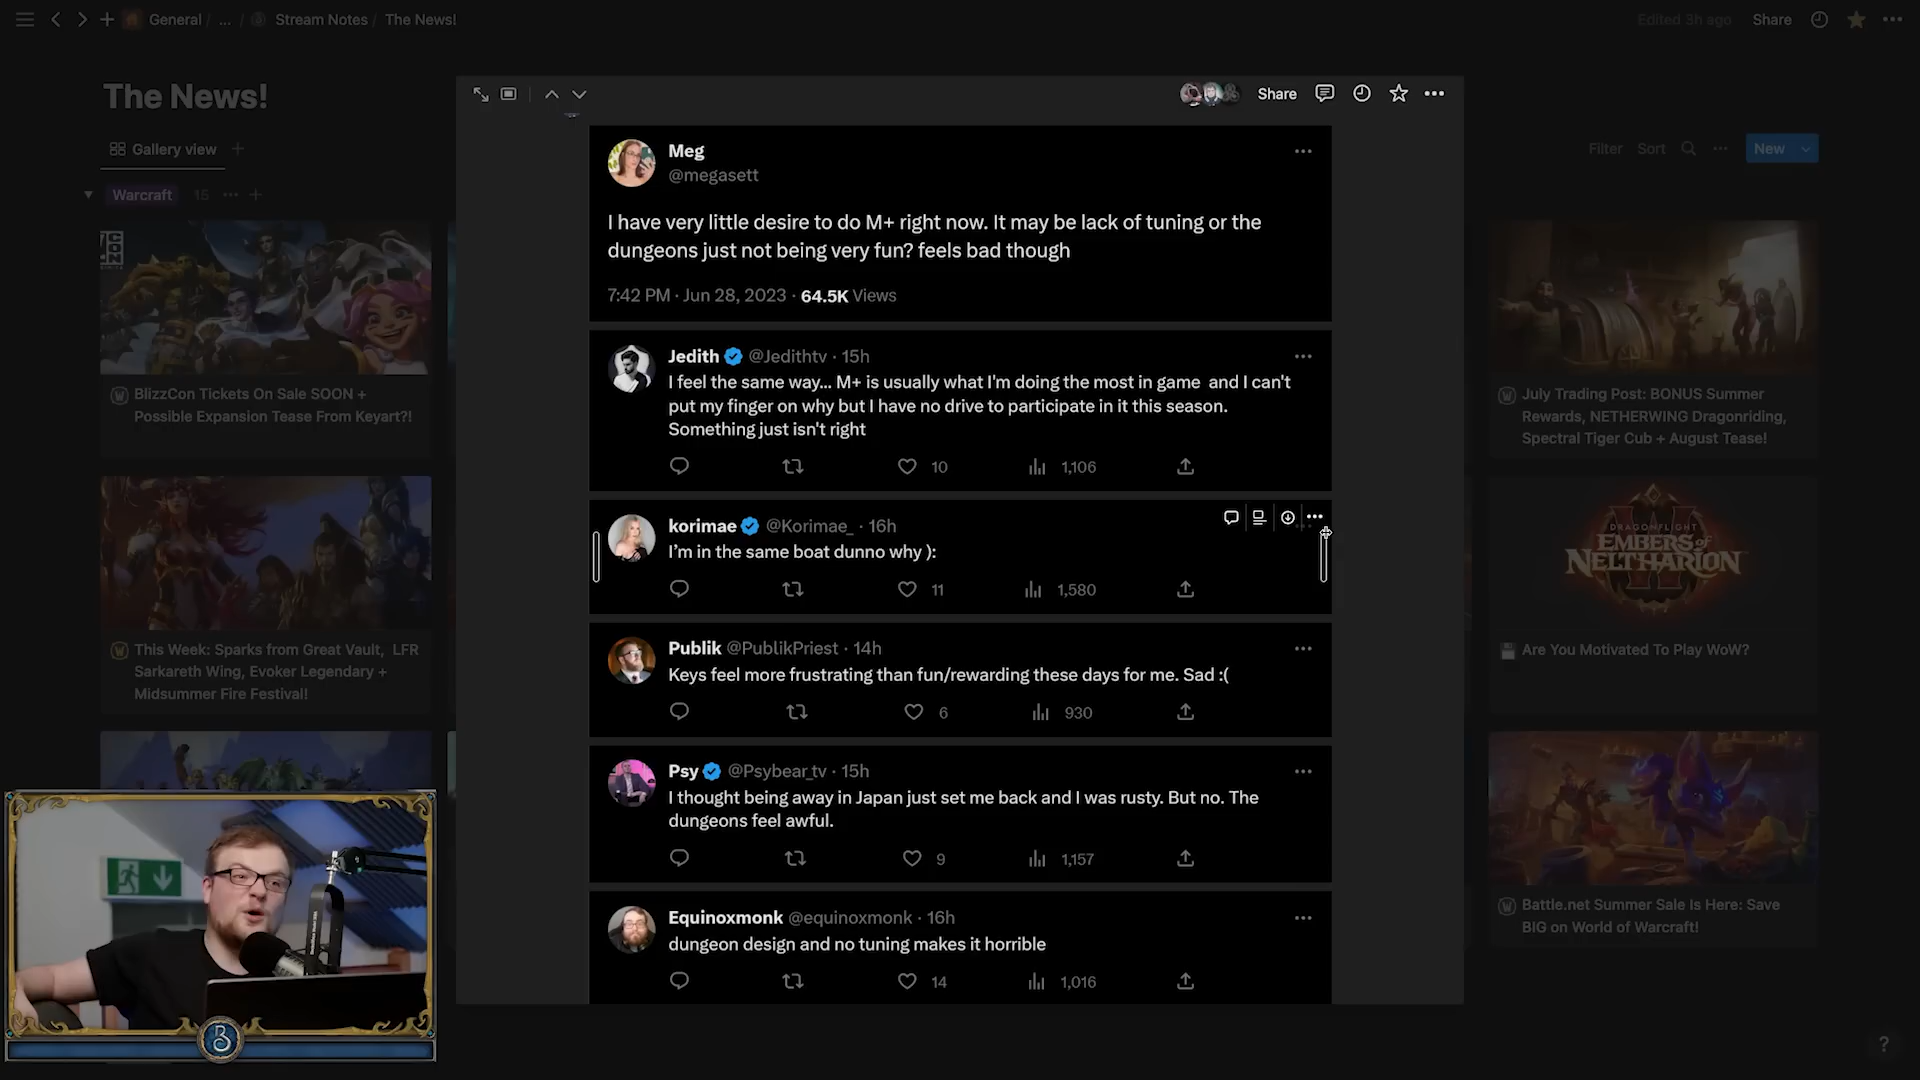 General / ... / Stream Notes / The News!
Edited 3h ago Share
The News!
Gallery view
Filter Sort New
Warcraft 15
BlizzCon Tickets On Sale SOON +
Possible Expansion Tease From Keyart?!
This Week: Sparks from Great Vault, LFR
Sarkareth Wing, Evoker Legendary +
Midsummer Fire Festival!
Share
Meg
@megasett
I have very little desire to do M+ right now. It may be lack of tuning or the
dungeons just not being very fun? feels bad though
7:42 PM · Jun 28, 2023 · 64.5K Views
Jedith @Jedithtv · 15h
I feel the same way... M+ is usually what I'm doing the most in game and I can't
put my finger on why but I have no drive to participate in it this season.
Something just isn't right
10 1,106
korimae @Korimae_ · 16h
I'm in the same boat dunno why ):
11 1,580
Publik @PublikPriest · 14h
Keys feel more frustrating than fun/rewarding these days for me. Sad :(
6 930
Psy @Psybear_tv · 15h
I thought being away in Japan just set me back and I was rusty. But no. The
dungeons feel awful.
9 1,157
Equinoxmonk @equinoxmonk · 16h
dungeon design and no tuning makes it horrible
14 1,016
July Trading Post: BONUS Summer
Rewards, NETHERWING Dragonriding,
Spectral Tiger Cub + August Tease!
DRAGONFLIGHT
EMBERS of
NELTHARION
Are You Motivated To Play WoW?
Battle.net Summer Sale Is Here: Save
BIG on World of Warcraft!
B
?